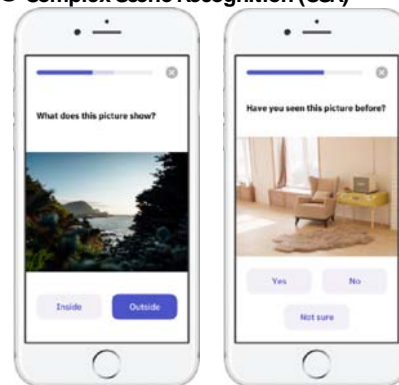 Complex Scene Recognition (CSR)
What does this picture show?
Inside
Outside
Have you seen this picture before?
Yes
No
Not sure